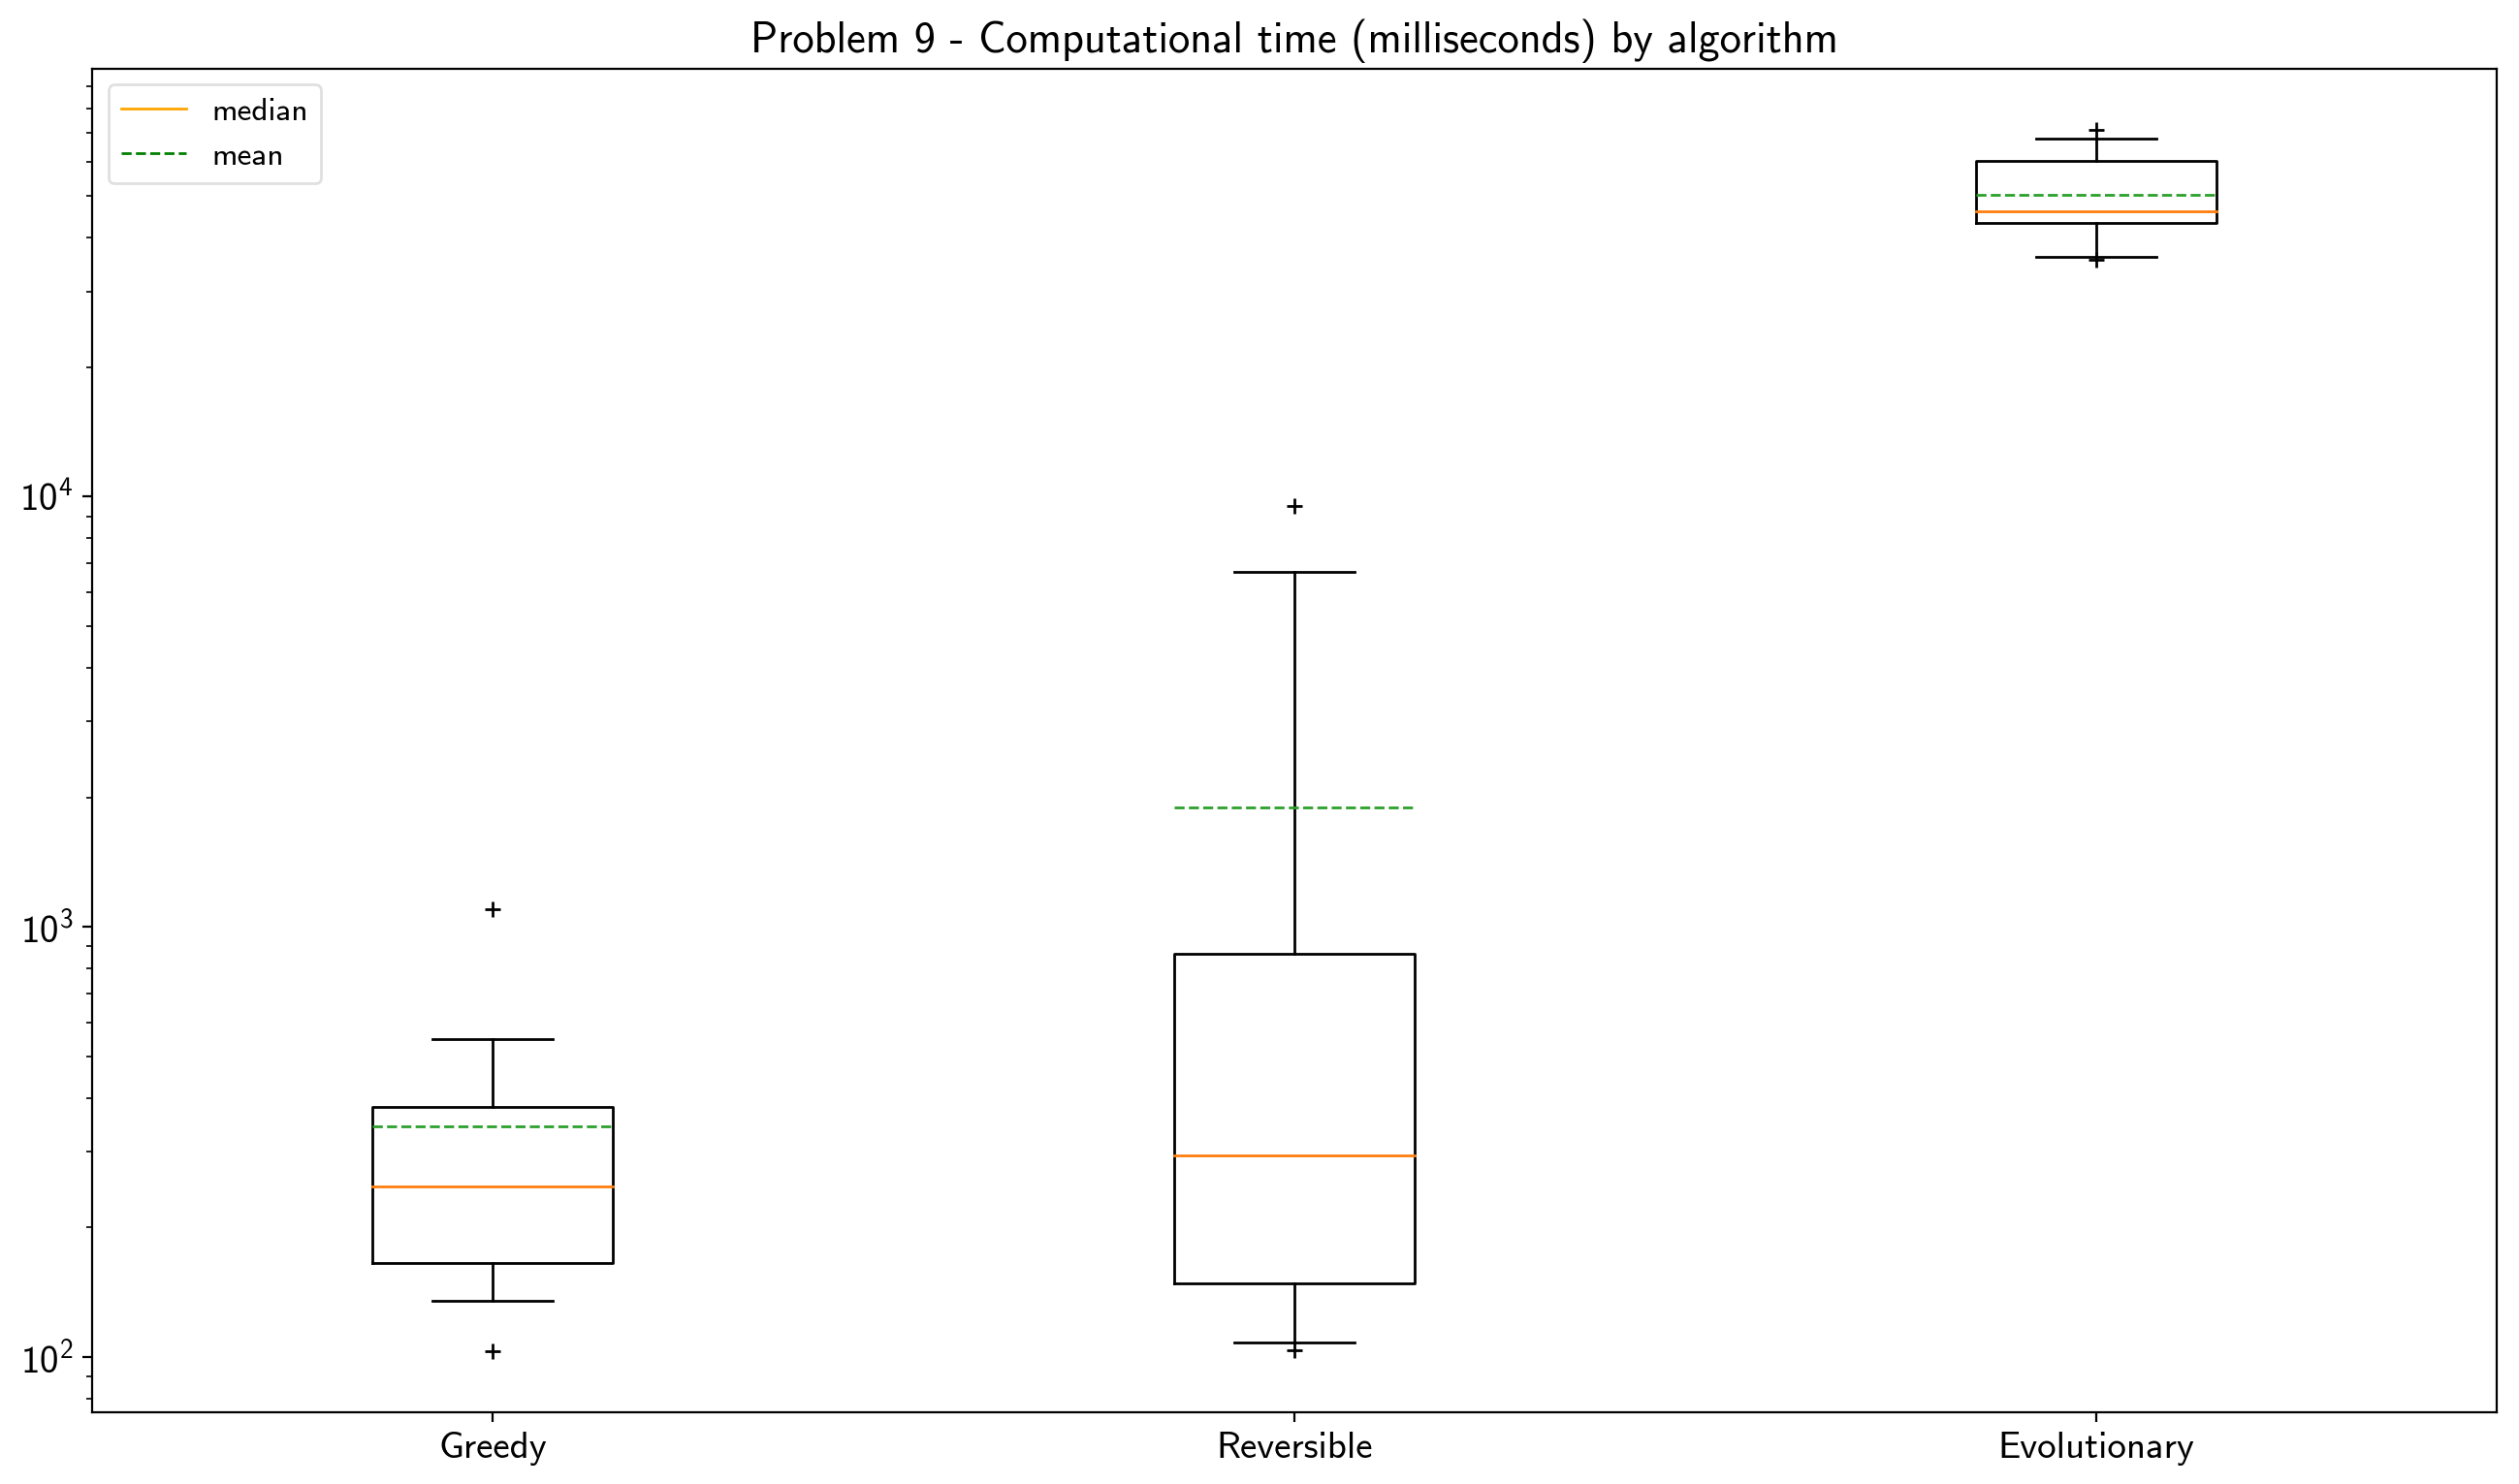 Problem 9 - Computational time (milliseconds) by algorithm
median
mean
10⁴
10³
10²
Greedy
Reversible
Evolutionary